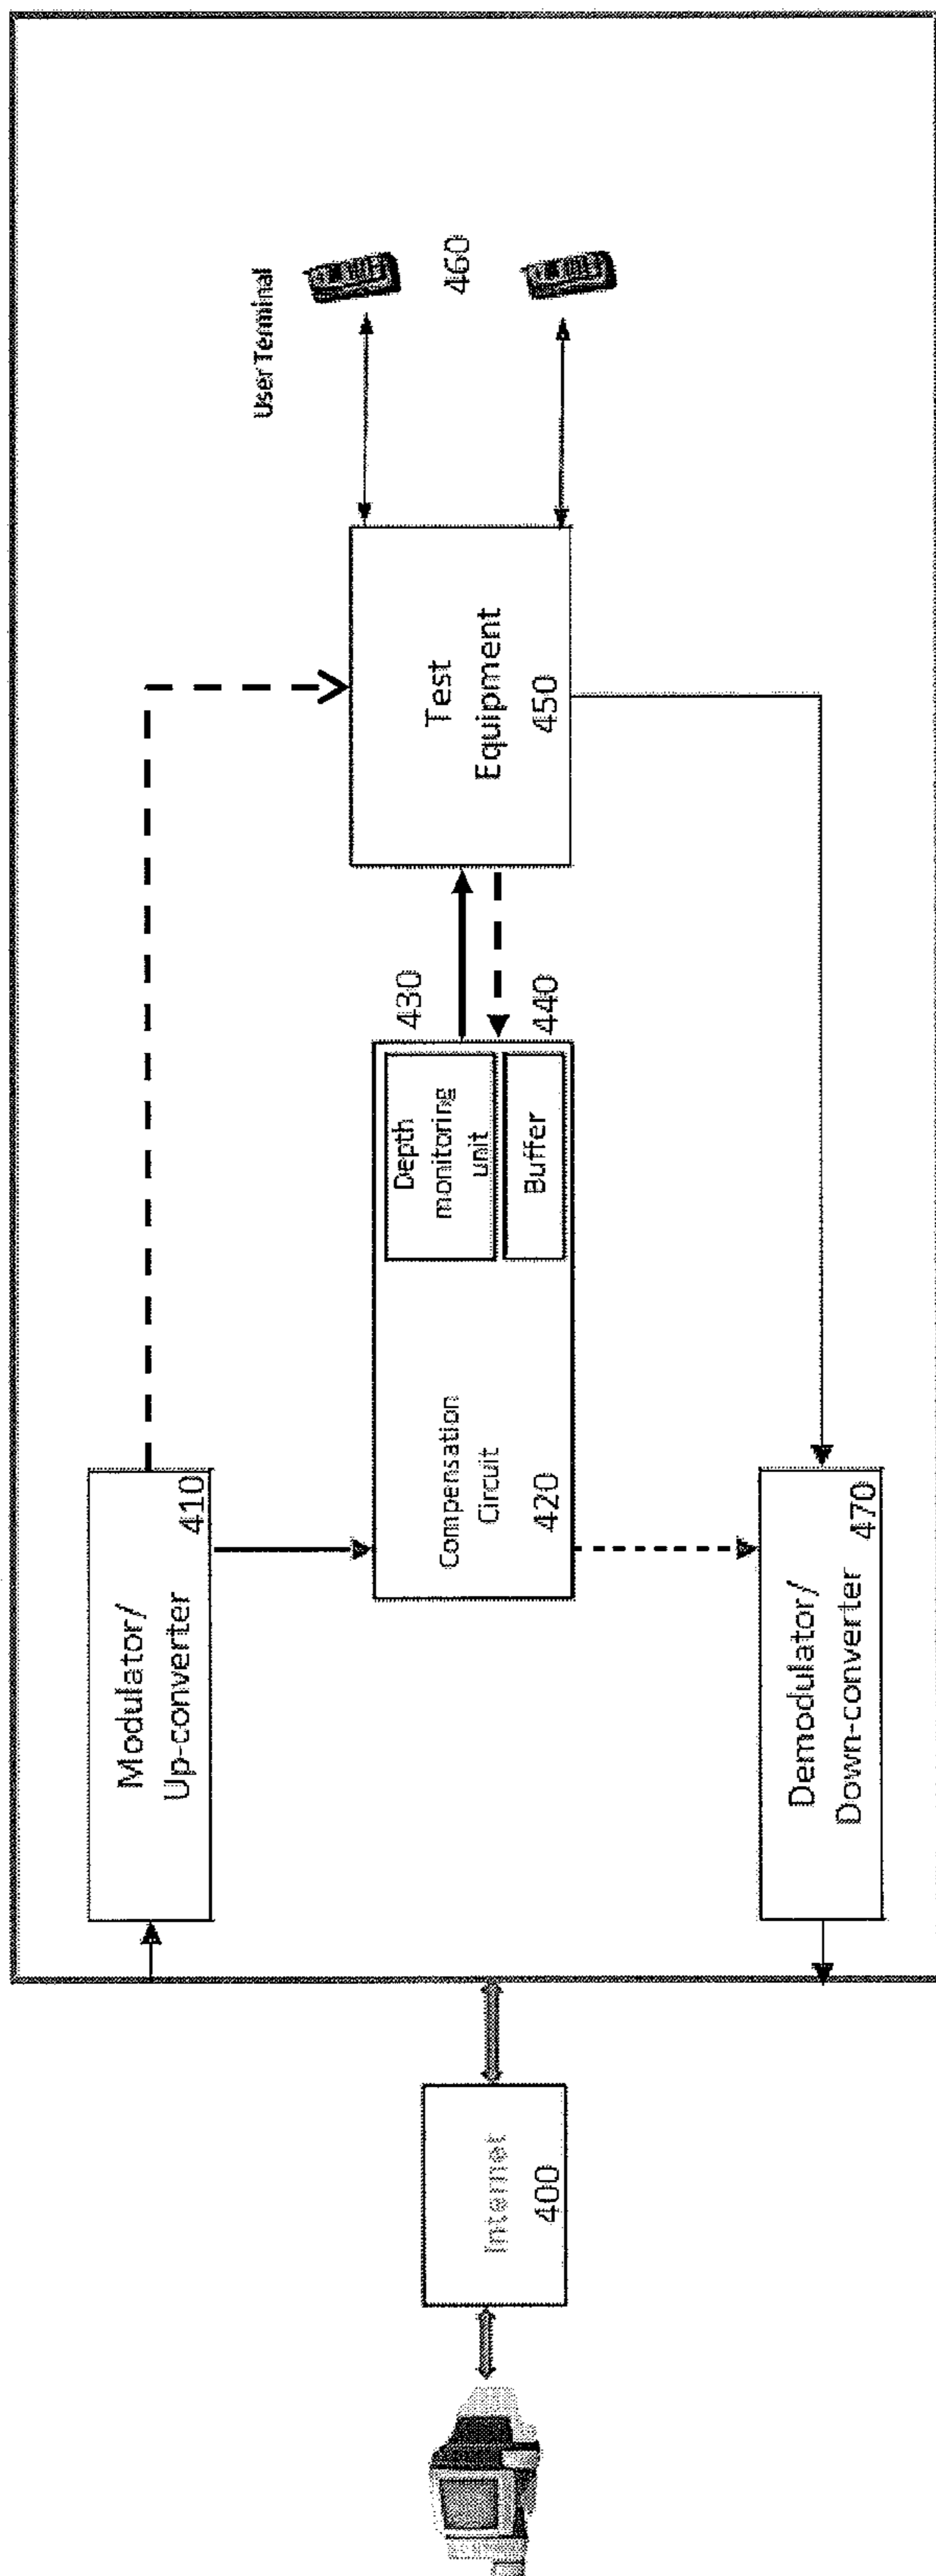 Internet
400
Modulator/
Up-converter
410
Compensation
Circuit
420
Depth
monitoring
unit
430
Buffer
440
Test
Equipment
450
User Terminal
460
Demodulator/
Down-converter
470